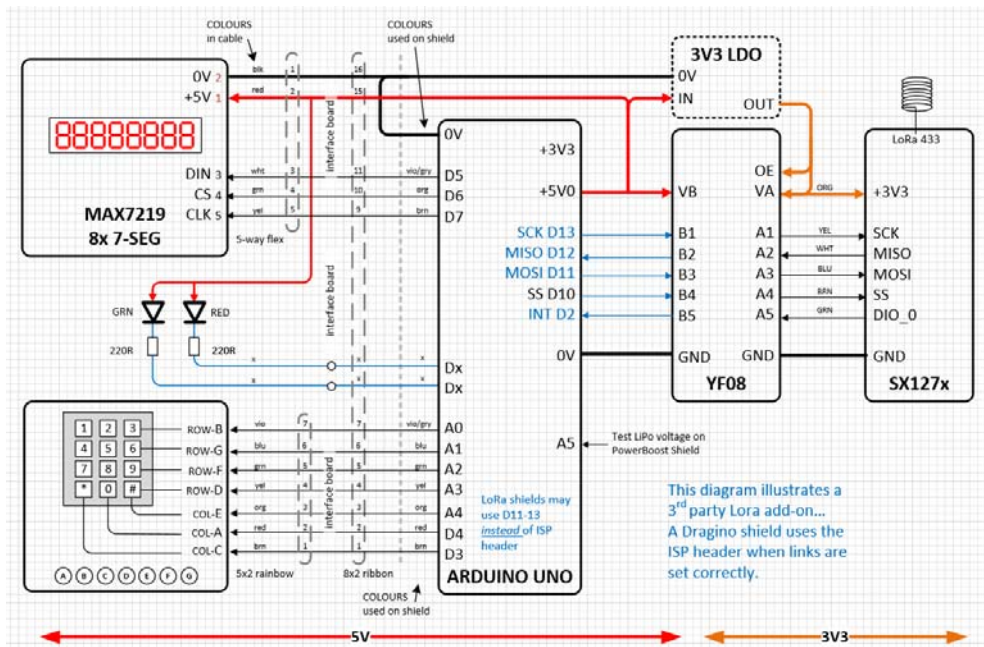 COLOURS
in cable
COLOURS
used on shield
0V 2
+5V 1
DIN 3
CS 4
CLK 5
MAX7219
8x 7-SEG
blk
red
wht
grn
yel
1
2
3
4
5
5-way flex
interface board
16
15
11
10
9
vio/gry
org
brn
3V3 LDO
0V
IN
OUT
LoRa 433
0V
+3V3
+5V0
D5
D6
D7
SCK D13
MISO D12
MOSI D11
SS D10
INT D2
0V
A5
Dx
Dx
A0
A1
A2
A3
A4
D4
D3
LoRa shields may
use D11-13
instead of ISP
header
ARDUINO UNO
OE
VB
VA
B1
B2
B3
B4
B5
A1
A2
A3
A4
A5
GND
GND
YF08
ORG
YEL
WHT
BLU
BRN
GRN
+3V3
SCK
MISO
MOSI
SS
DIO_0
GND
SX127x
GRN
RED
220R
220R
interface board
x
x
x
x
x
x
1 2 3
4 5 6
7 8 9
* 0 #
ROW-B
ROW-G
ROW-F
ROW-D
COL-E
COL-A
COL-C
A B C D E F G
vio
blu
grn
yel
org
red
brn
7
6
5
4
3
2
1
interface board
7
6
5
4
3
2
1
vio/gry
blu
grn
yel
org
red
brn
5x2 rainbow
8x2 ribbon
COLOURS
used on shield
Test LiPo voltage on
PowerBoost Shield
This diagram illustrates a
3rd party Lora add-on...
A Dragino shield uses the
ISP header when links are
set correctly.
5V
3V3